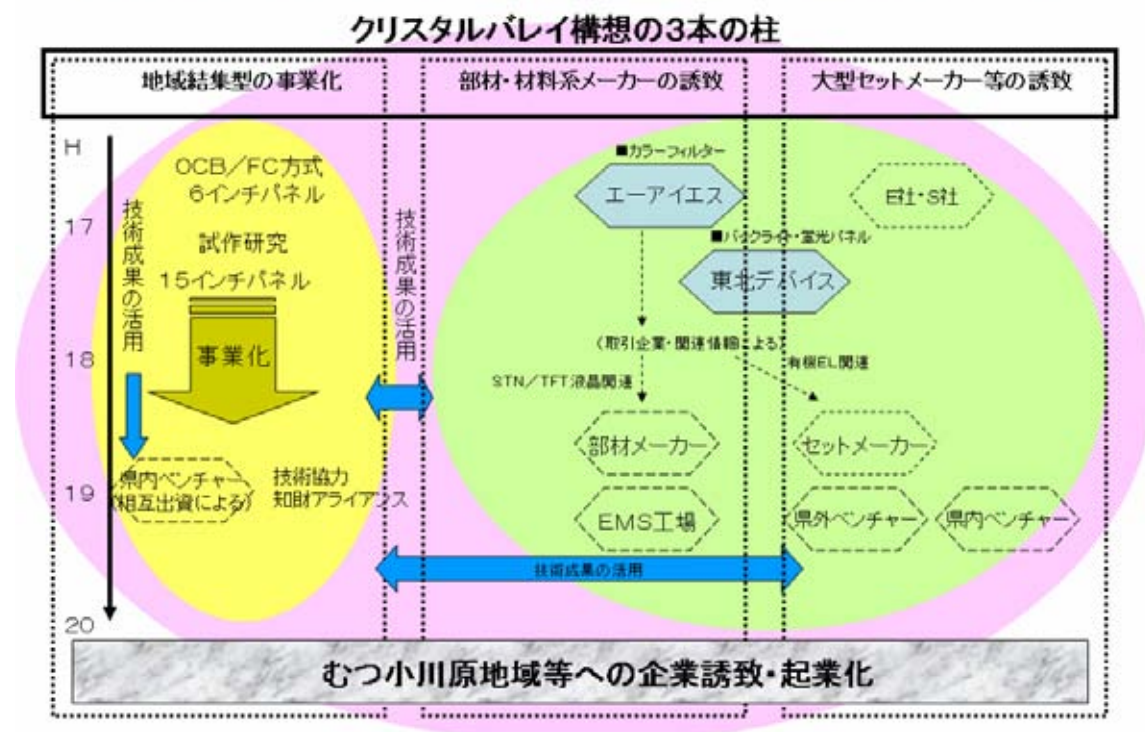 クリスタルバレイ構想の3本の柱
地域結集型の事業化
部材・材料系メーカーの誘致
大型セットメーカー等の誘致
H
17
18
19
20
技術成果の活用
OCB/FC方式
6インチパネル
試作研究
15インチパネル
事業化
県内ベンチャー
(相互出資による)
技術協力
知財アライアンス
技術成果の活用
■カラーフィルター
エーアイエス
E社・S社
■バックライト・室光パネル
東北デバイス
(取引企業・関連情報による)
STN/TFT液晶関連
有機EL関連
部材メーカー
セットメーカー
EMS工場
県外ベンチャー
県内ベンチャー
技術成果の活用
むつ小川原地域等への企業誘致・起業化